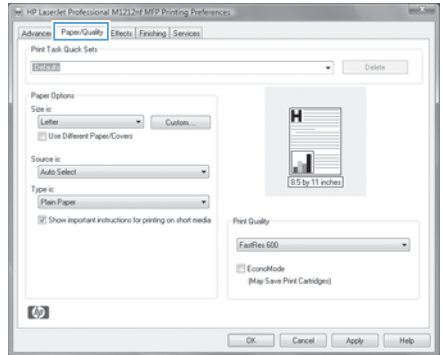 HP LaserJet Professional M1212nf MFP Printing Preferences
Advanced Paper/Quality Effects Finishing Services
Print Task Quick Sets
Defaults
Delete
Paper Options
Size is:
Letter
Custom...
Use Different Paper/Covers
Source is:
Auto Select
Type is:
Plain Paper
Show important instructions for printing on short media
H
8.5 by 11 inches
Print Quality
FastRes 600
EconoMode
(May Save Print Cartridges)
hp
OK Cancel Apply Help